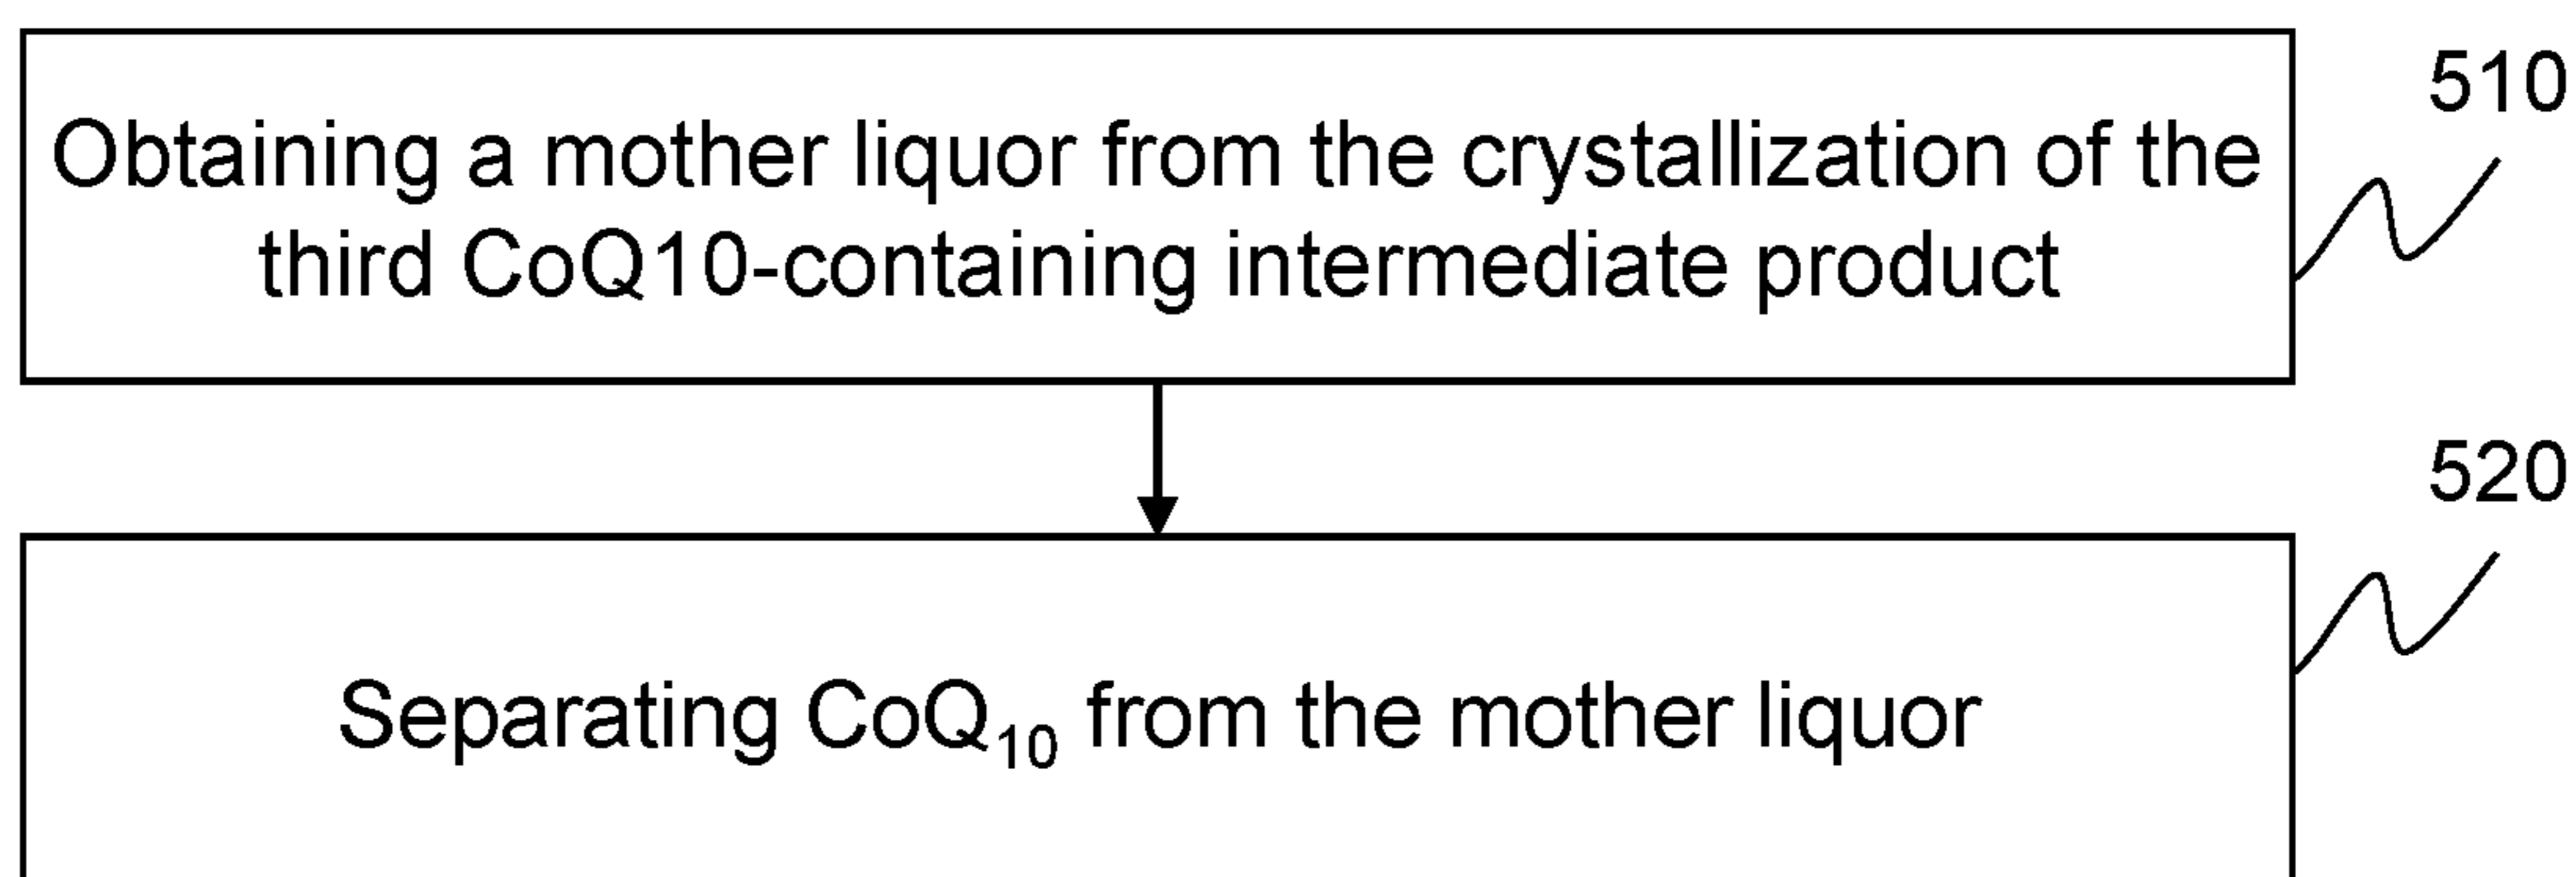 510
Obtaining a mother liquor from the crystallization of the
third CoQ10-containing intermediate product
520
Separating CoQ₁₀ from the mother liquor